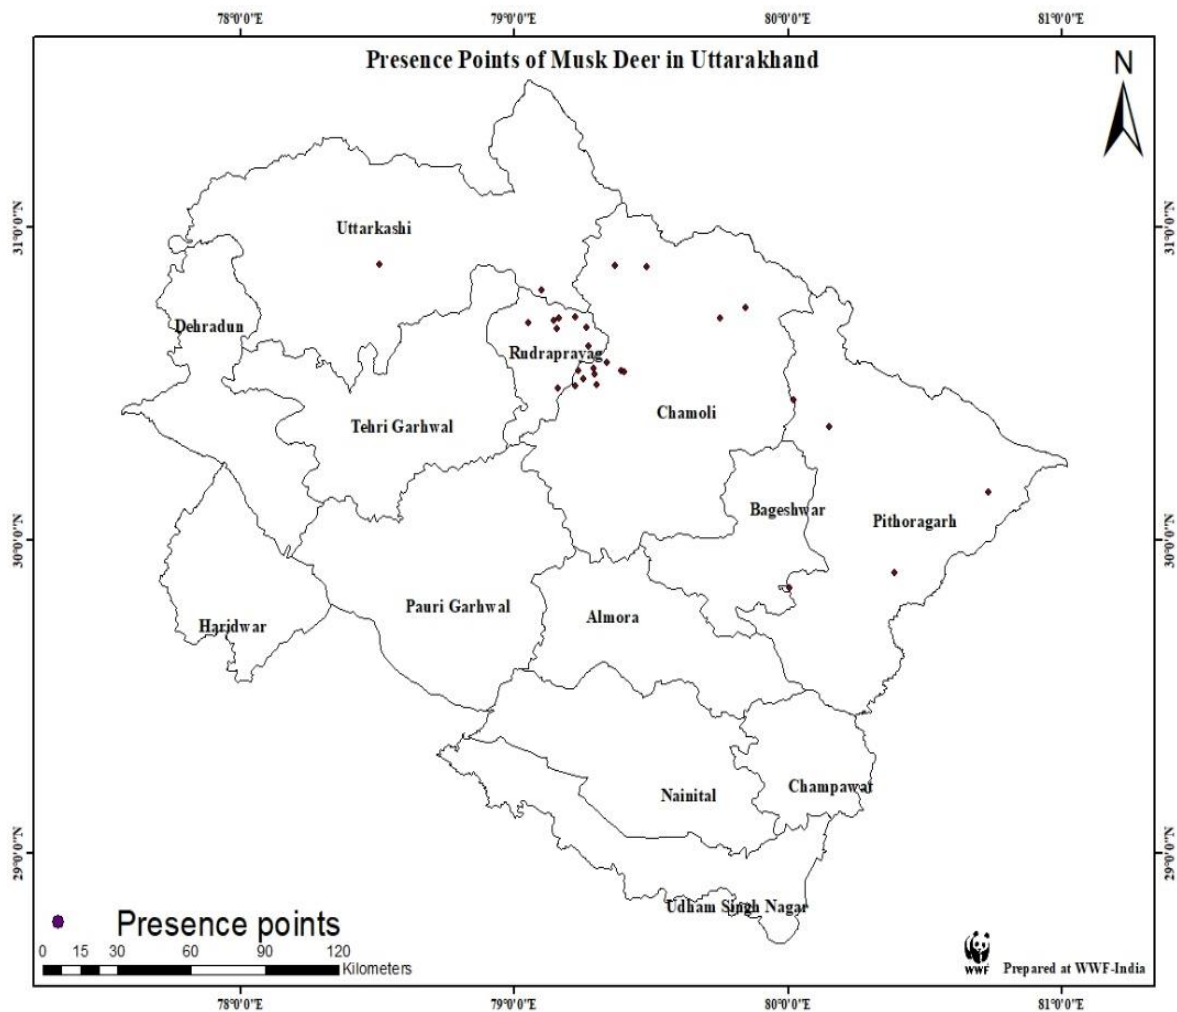 78°0'0"E 79°0'0"E 80°0'0"E 81°0'0"E
Presence Points of Musk Deer in Uttarakhand
N
31°0'0"N 31°0'0"N
Uttarkashi
Dehradun
Rudraprayag
Chamoli
Tehri Garhwal
Bageshwar
Pithoragarh
30°0'0"N 30°0'0"N
Pauri Garhwal
Almora
Haridwar
Champawat
Nainital
29°0'0"N 29°0'0"N
Udham Singh Nagar
Presence points
0 15 30 60 90 120
Kilometers
WWF
Prepared at WWF-India
78°0'0"E 79°0'0"E 80°0'0"E 81°0'0"E